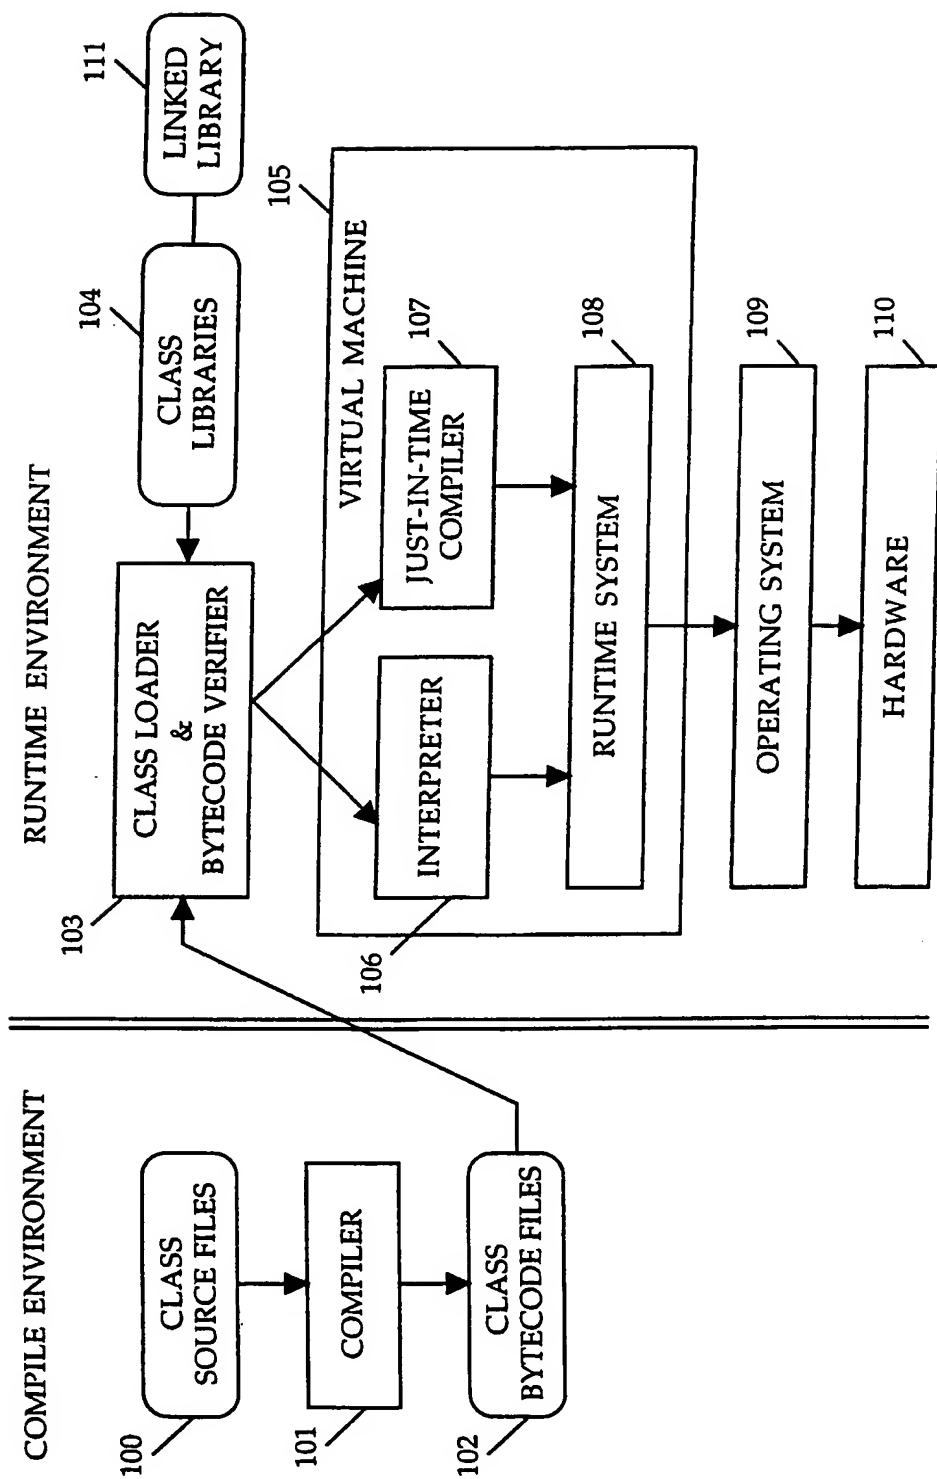 COMPILE ENVIRONMENT
100
CLASS
SOURCE FILES
101
COMPILER
102
CLASS
BYTECODE FILES
RUNTIME ENVIRONMENT
103
CLASS LOADER
&
BYTECODE VERIFIER
104
CLASS
LIBRARIES
111
LINKED
LIBRARY
105
VIRTUAL MACHINE
106
INTERPRETER
107
JUST-IN-TIME
COMPILER
108
RUNTIME SYSTEM
109
OPERATING SYSTEM
110
HARDWARE